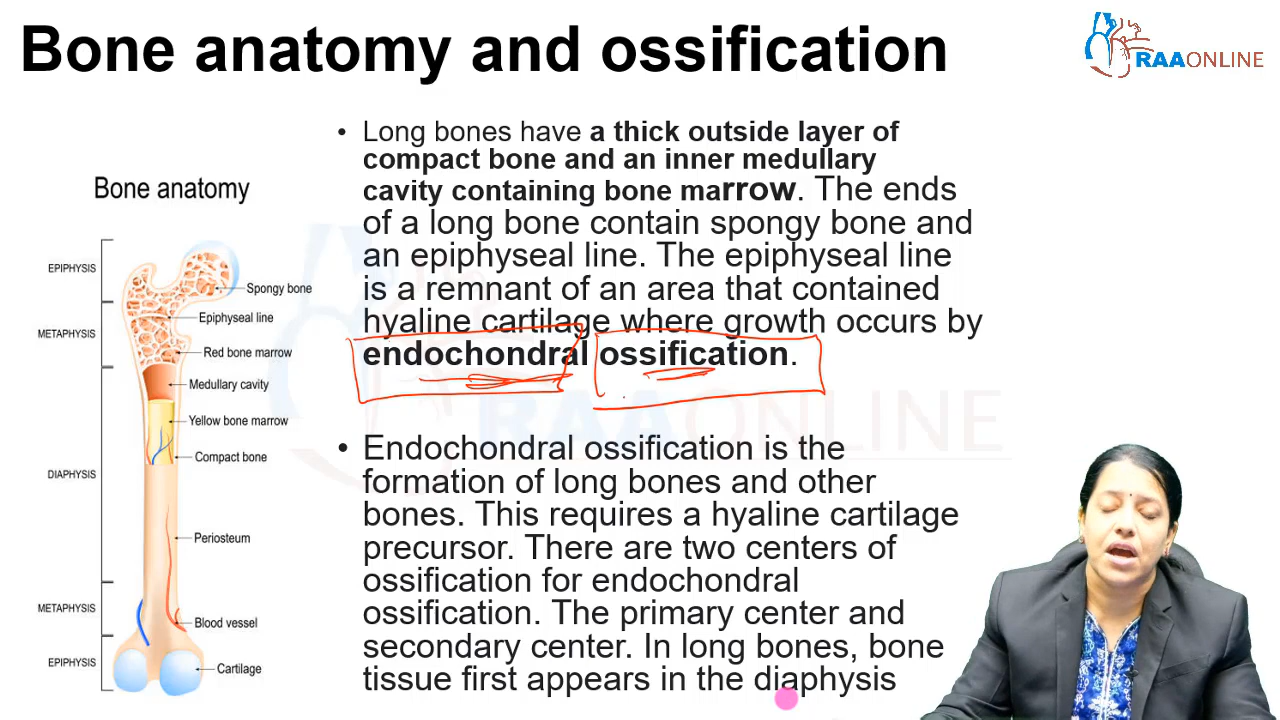 Bone anatomy and ossification
RAAONLINE
• Long bones have a thick outside layer of
compact bone and an inner medullary
cavity containing bone marrow. The ends
of a long bone contain spongy bone and
an epiphyseal line. The epiphyseal line
is a remnant of an area that contained
hyaline cartilage where growth occurs by
endochondral ossification.
• Endochondral ossification is the
formation of long bones and other
bones. This requires a hyaline cartilage
precursor. There are two centers of
ossification for endochondral
ossification. The primary center and
secondary center. In long bones, bone
tissue first appears in the diaphysis
Bone anatomy
EPIPHYSIS
METAPHYSIS
DIAPHYSIS
METAPHYSIS
EPIPHYSIS
Spongy bone
Epiphyseal line
Red bone marrow
Medullary cavity
Yellow bone marrow
Compact bone
Periosteum
Blood vessel
Cartilage
RAAONLINE